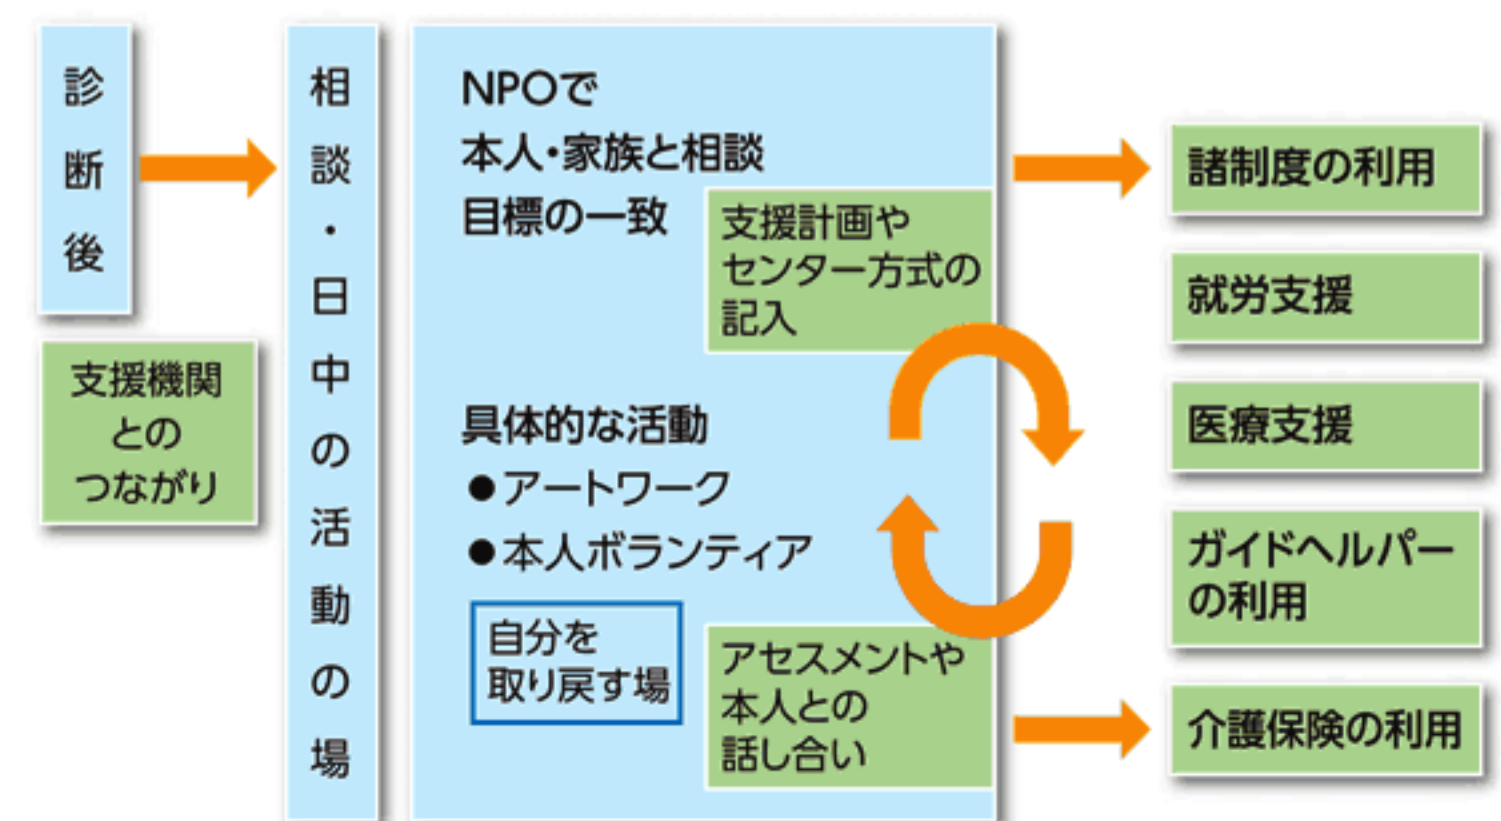 診断後
支援機関
との
つながり
相談・日中の活動の場
NPOで
本人・家族と相談
目標の一致
支援計画や
センター方式の
記入
具体的な活動
●アートワーク
●本人ボランティア
自分を
取り戻す場
アセスメントや
本人との
話し合い
諸制度の利用
就労支援
医療支援
ガイドヘルパー
の利用
介護保険の利用